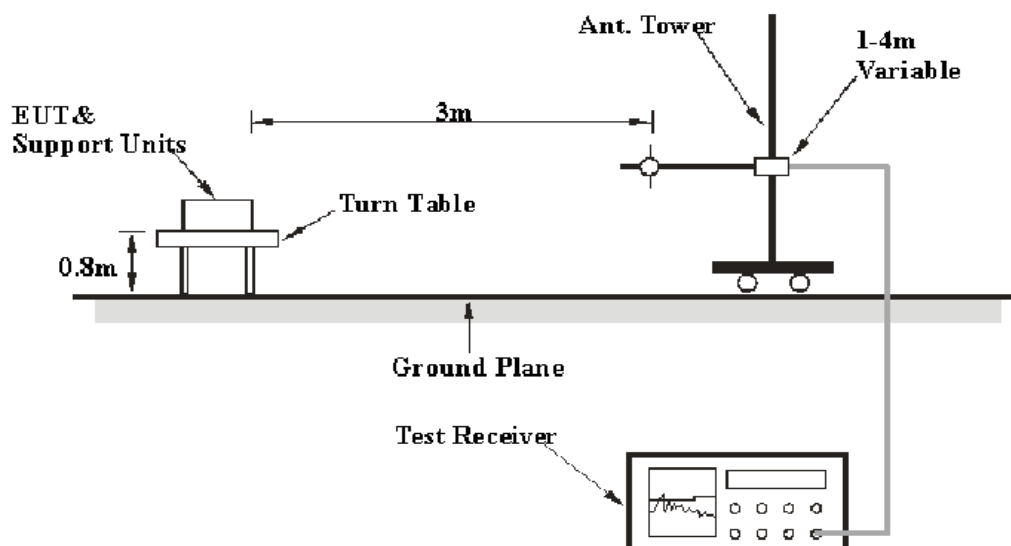 Ant. Tower
1-4m
Variable
EUT&
Support Units
3m
Turn Table
0.8m
Ground Plane
Test Receiver